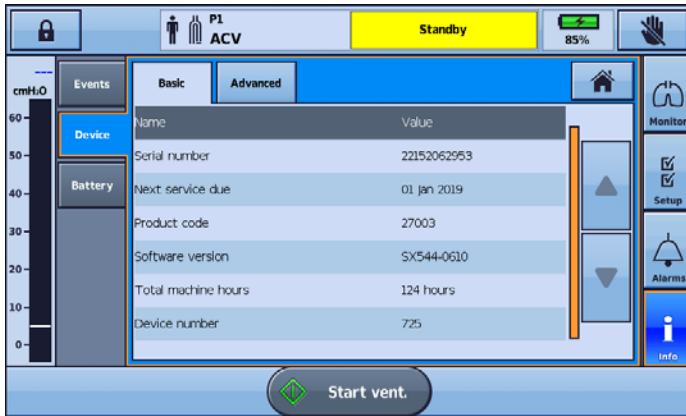 P1
ACV
Standby
85%
---
cmH₂O
60
50
40
30
20
10
0
Events
Device
Battery
Basic
Advanced
Name Value
Serial number 22152062953
Next service due 01 Jan 2019
Product code 27003
Software version SX544-0610
Total machine hours 124 hours
Device number 725
Monitor
Setup
Alarms
i
Info
Start vent.